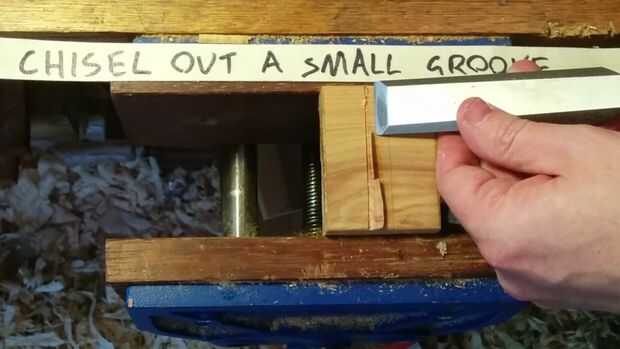 CHISEL OUT A SMALL GROOVE